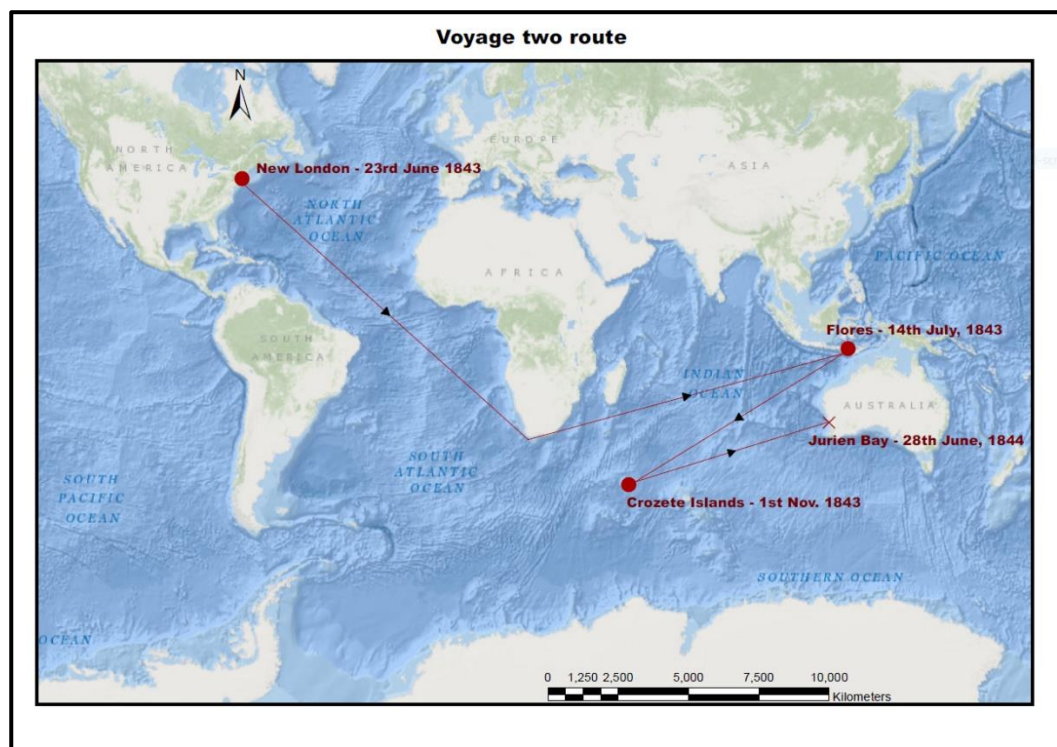 Voyage two route
N
NORTH
AMERICA
EUROPE
ASIA
New London - 23rd June 1843
NORTH
ATLANTIC
OCEAN
PACIFIC OCEAN
AFRICA
Flores - 14th July, 1843
SOUTH
AMERICA
INDIAN
OCEAN
AUSTRALIA
Jurien Bay - 28th June, 1844
SOUTH
ATLANTIC
OCEAN
SOUTH
PACIFIC
OCEAN
Crozete Islands - 1st Nov. 1843
SOUTHERN OCEAN
OCEAN
0 1,250 2,500 5,000 7,500 10,000
Kilometers